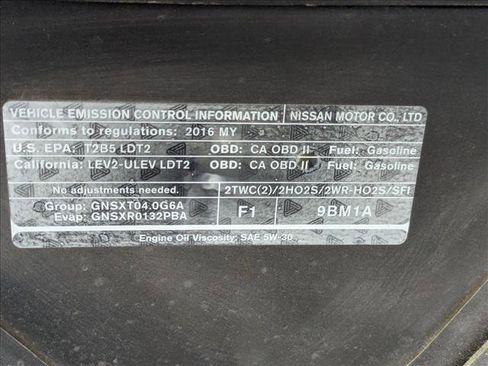 VEHICLE EMISSION CONTROL INFORMATION NISSAN MOTOR CO., LTD
Conforms to regulations: 2016 MY
U.S. EPA: T2B5 LDT2 OBD: CA OBD II Fuel: Gasoline
California: LEV2-ULEV LDT2 OBD: CA OBD II Fuel: Gasoline
No adjustments needed. 2TWC(2)/2HO2S/2WR-HO2S/SFI
Group: GNSXT04.0G6A
Evap: GNSXR0132PBA
F1 9BM1A
Engine Oil Viscosity: SAE 5W-30